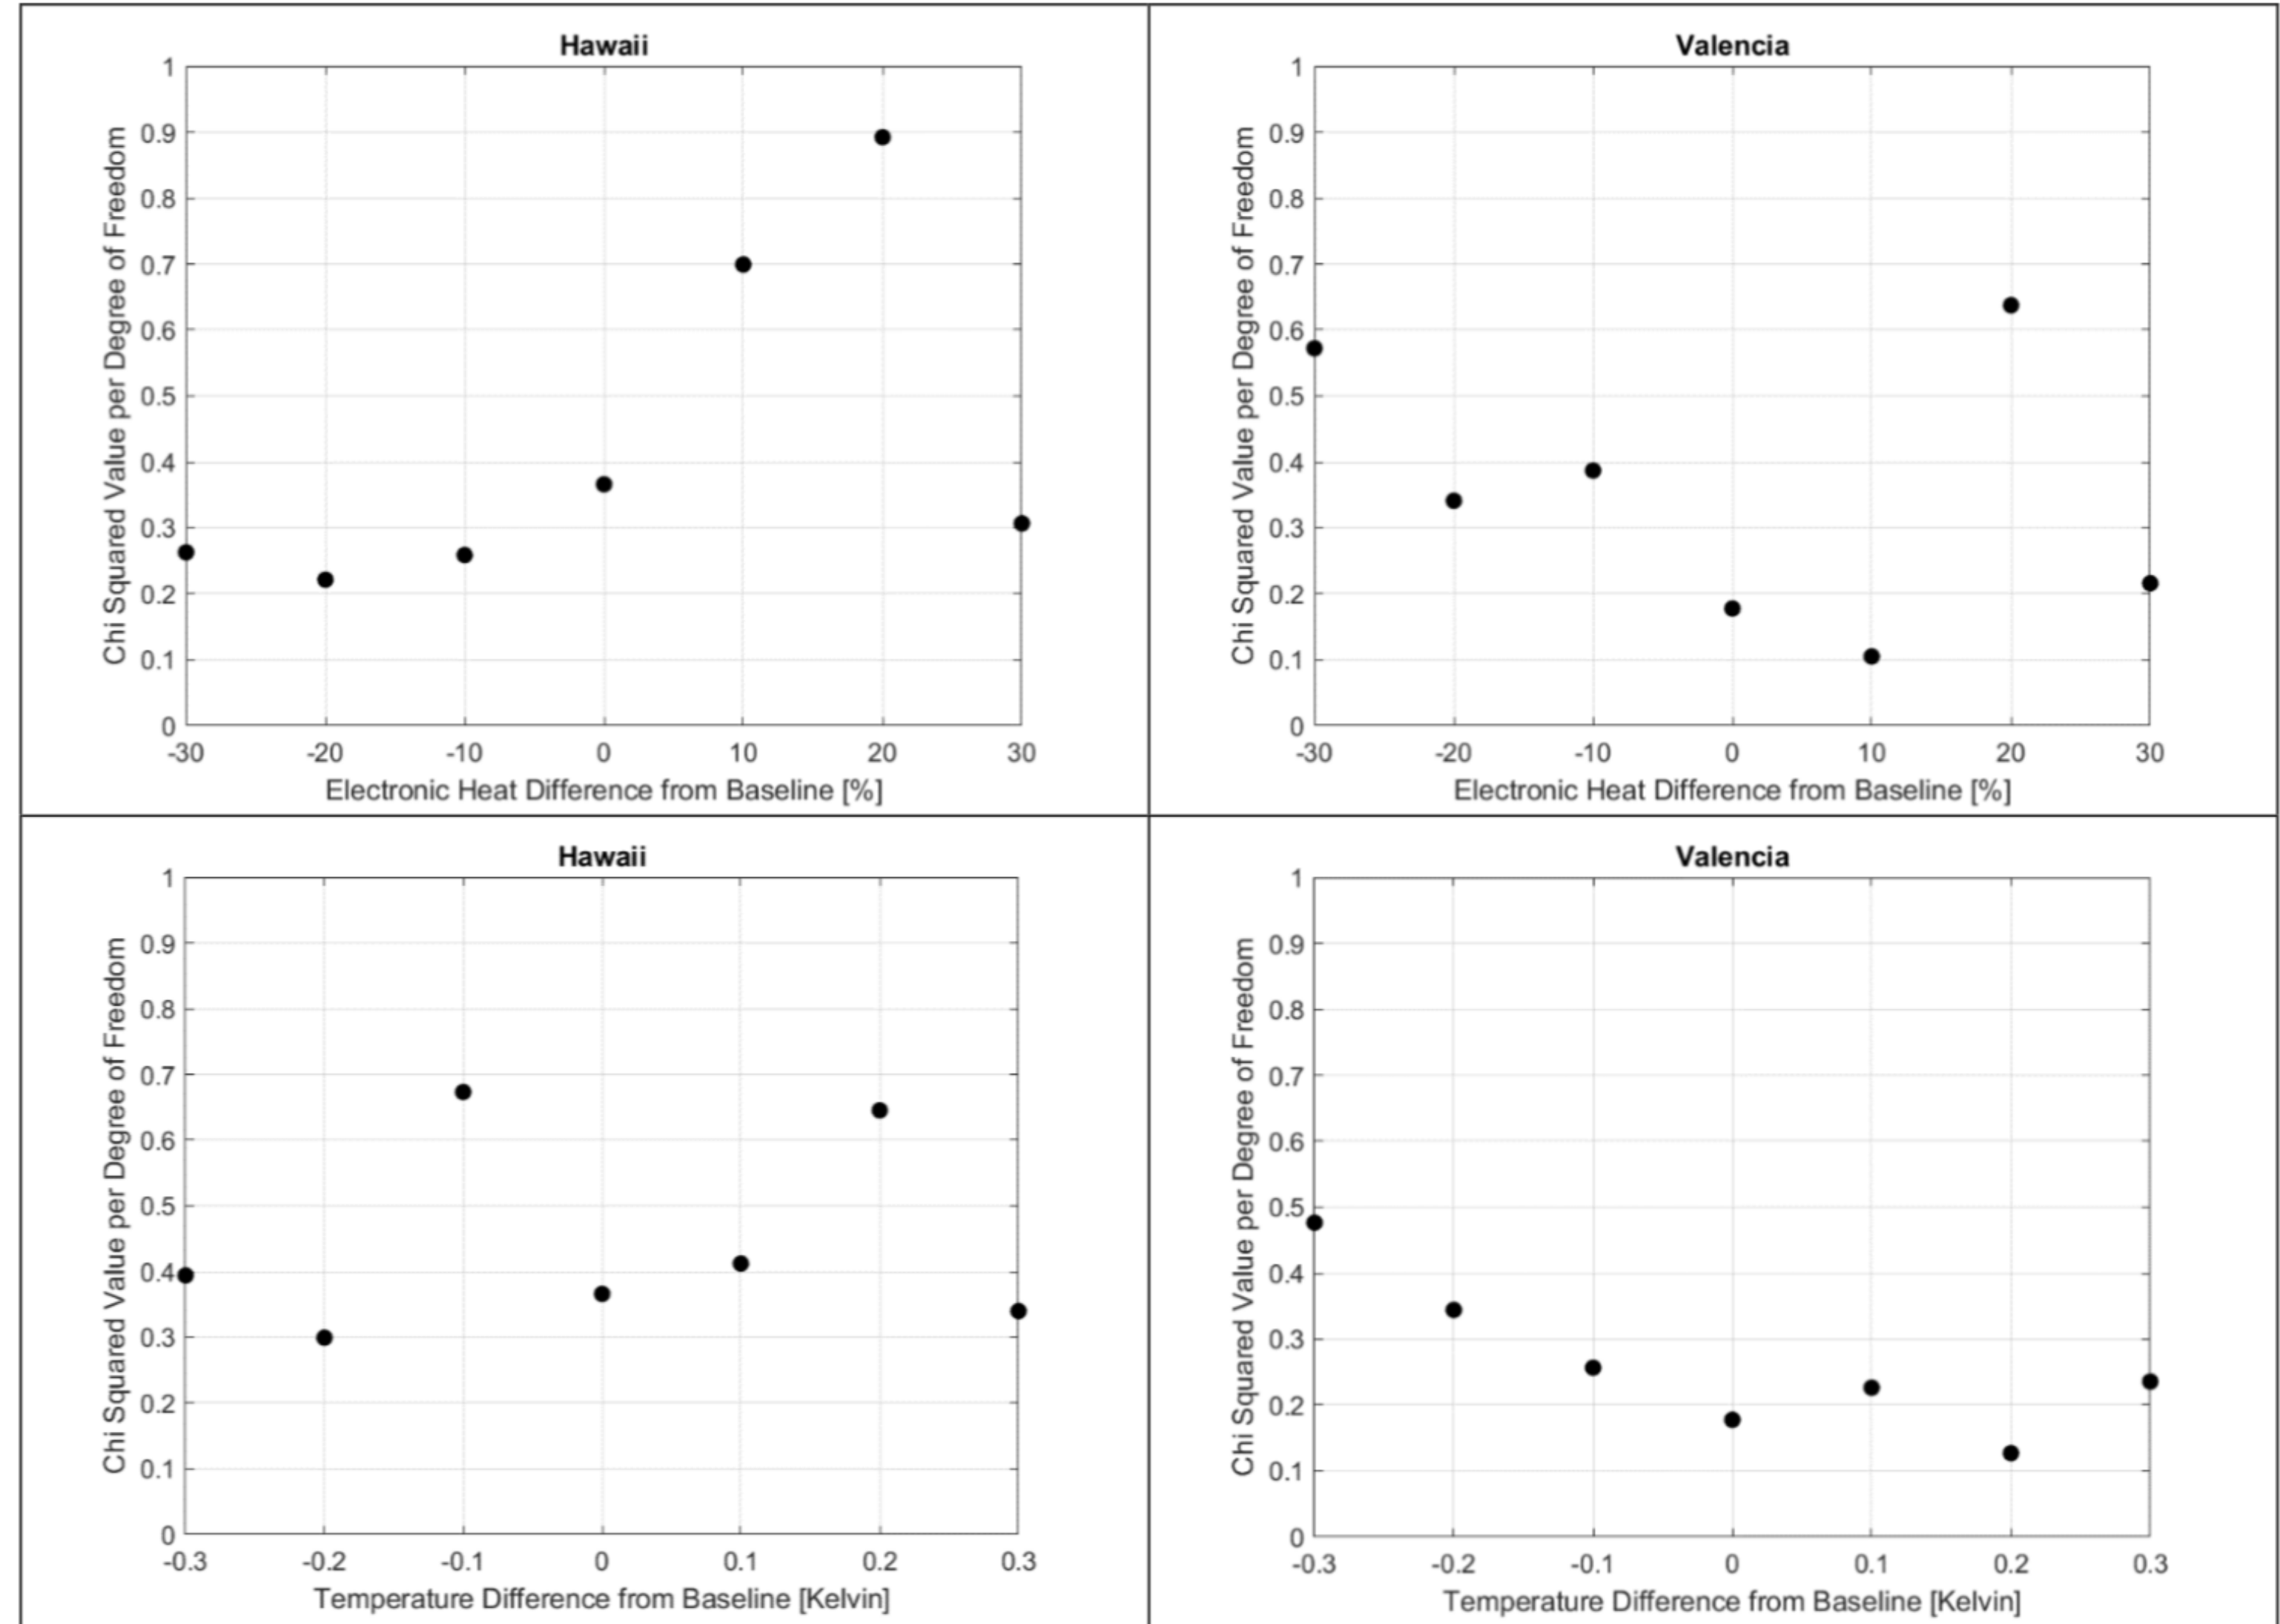 Hawaii
1
0.9
0.8
0.7
0.6
0.5
0.4
0.3
0.2
0.1
0
Chi Squared Value per Degree of Freedom
-30 -20 -10 0 10 20 30
Electronic Heat Difference from Baseline [%]
Valencia
1
0.9
0.8
0.7
0.6
0.5
0.4
0.3
0.2
0.1
0
Chi Squared Value per Degree of Freedom
-30 -20 -10 0 10 20 30
Electronic Heat Difference from Baseline [%]
Hawaii
1
0.9
0.8
0.7
0.6
0.5
0.4
0.3
0.2
0.1
0
Chi Squared Value per Degree of Freedom
-0.3 -0.2 -0.1 0 0.1 0.2 0.3
Temperature Difference from Baseline [Kelvin]
Valencia
1
0.9
0.8
0.7
0.6
0.5
0.4
0.3
0.2
0.1
0
Chi Squared Value per Degree of Freedom
-0.3 -0.2 -0.1 0 0.1 0.2 0.3
Temperature Difference from Baseline [Kelvin]